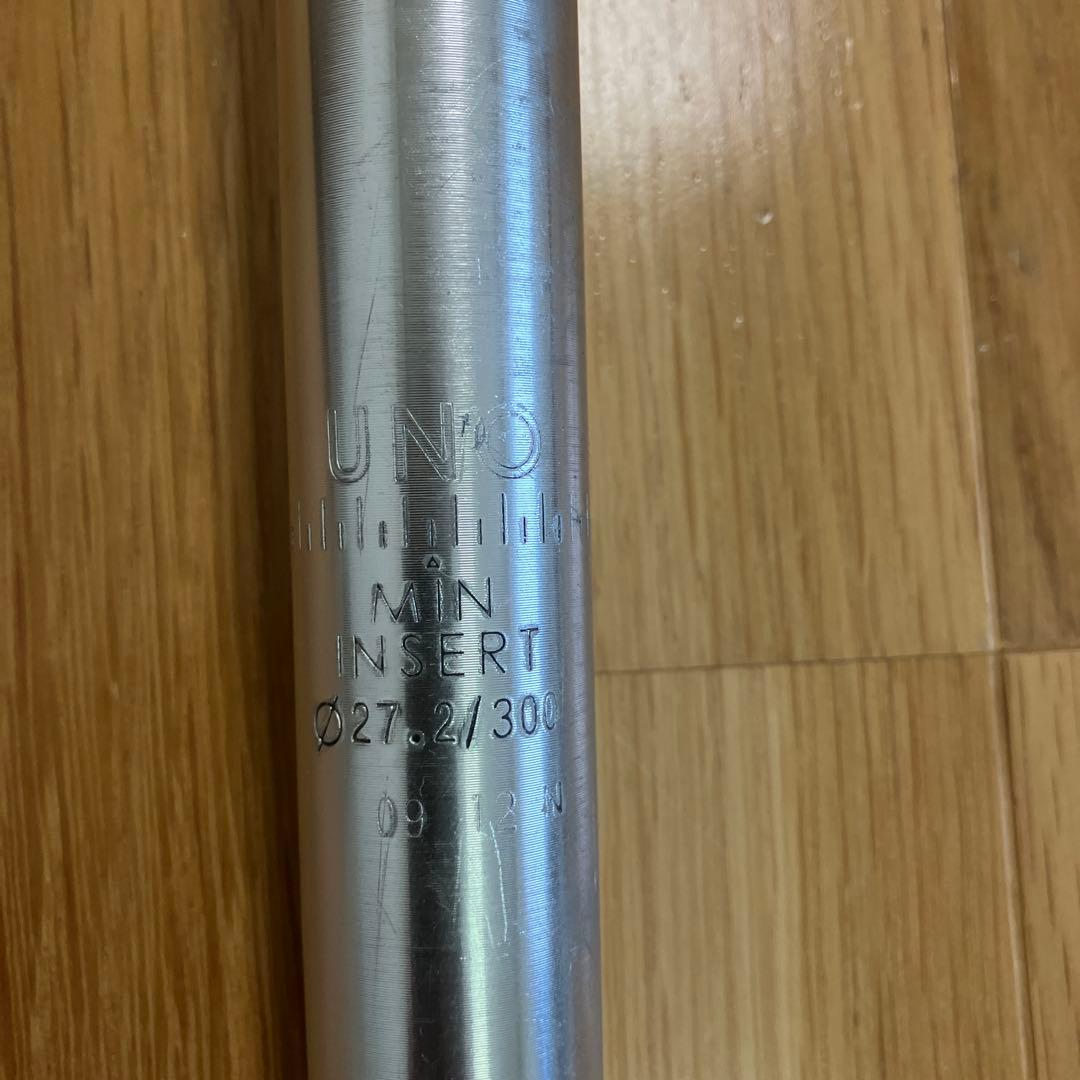 UNO
MIN
INSERT
Ø27.2/300
09 12 N